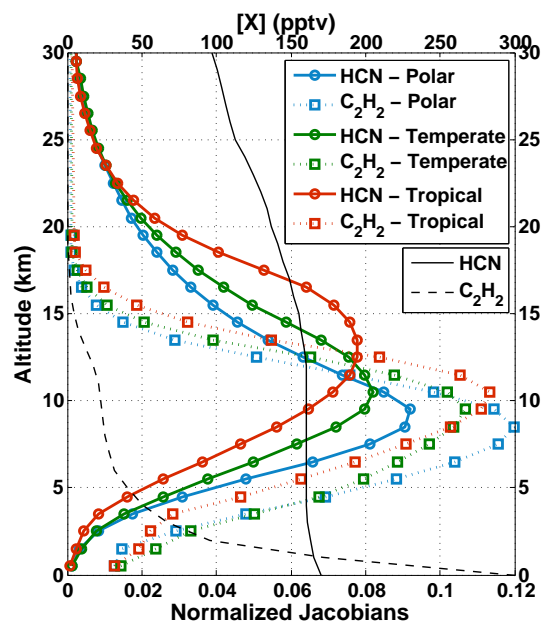 [X] (pptv)
0 50 100 150 200 250 300
30 30
25 25
20 20
15 15
10 10
5 5
0 0
Altitude (km)
HCN – Polar
C₂H₂ – Polar
HCN – Temperate
C₂H₂ – Temperate
HCN – Tropical
C₂H₂ – Tropical
HCN
C₂H₂
0 0.02 0.04 0.06 0.08 0.1 0.12
Normalized Jacobians